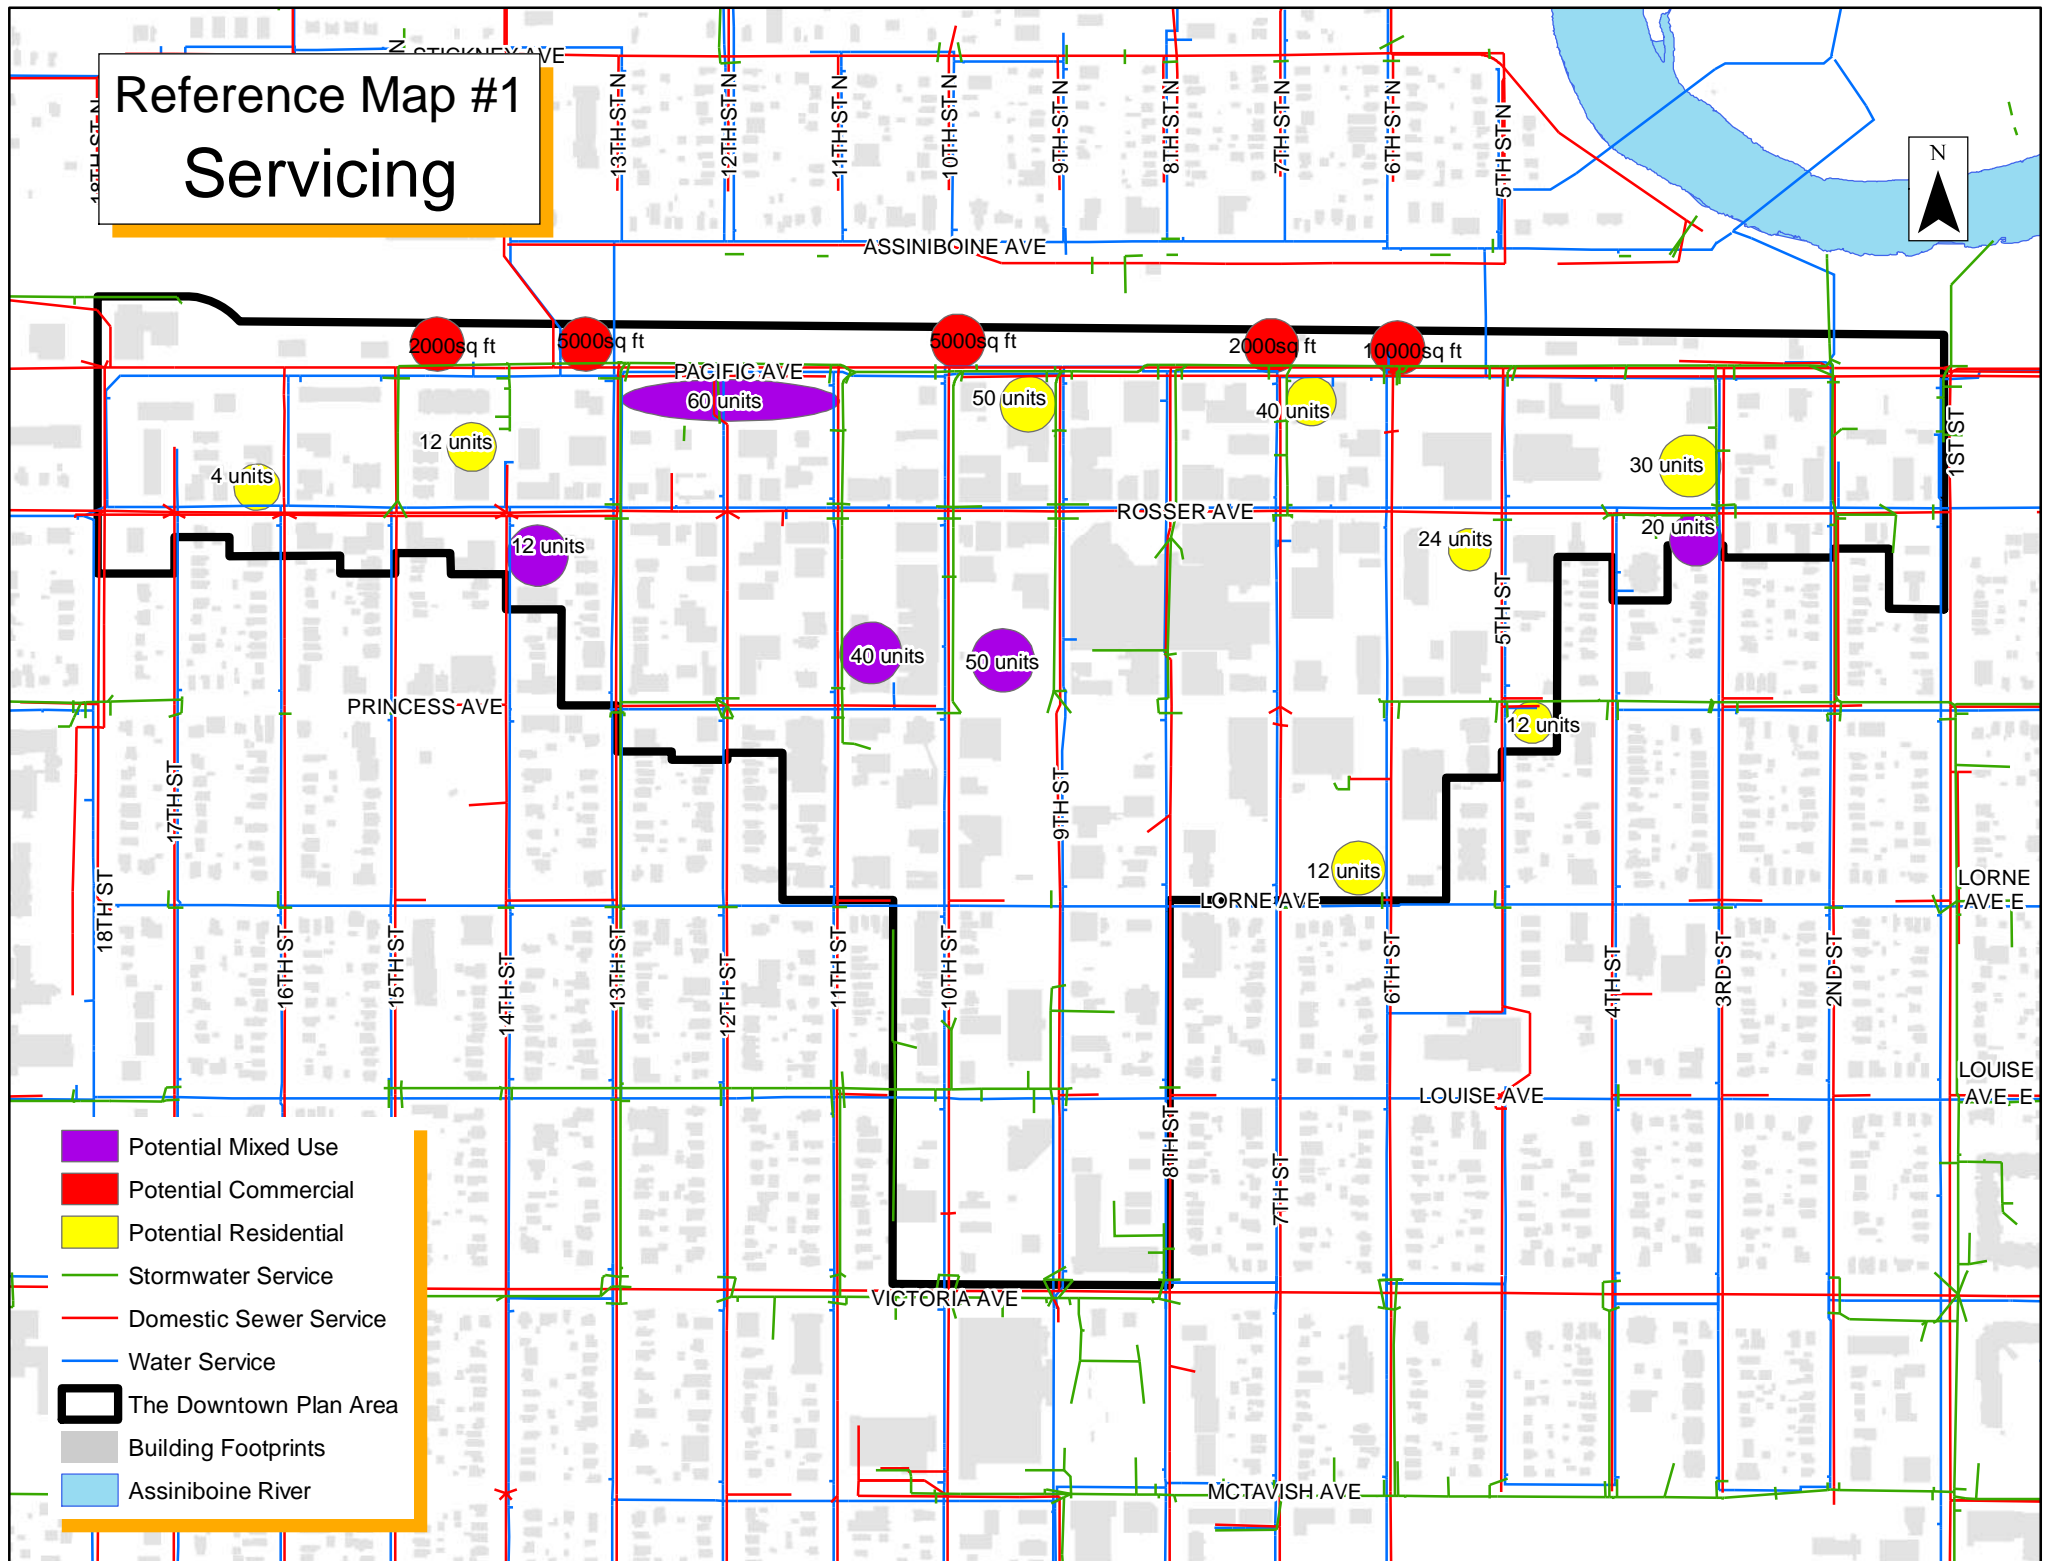 Reference Map #1
Servicing
N
STICKNEY AVE
18TH ST N
13TH ST N
12TH ST N
11TH ST N
10TH ST N
9TH ST N
8TH ST N
7TH ST N
6TH ST N
5TH ST N
N
ASSINIBOINE AVE
2000sq ft
5000sq ft
5000sq ft
2000sq ft
10000sq ft
PACIFIC AVE
60 units
50 units
40 units
12 units
4 units
30 units
1ST ST
ROSSER AVE
20 units
24 units
12 units
5TH ST
40 units
50 units
PRINCESS AVE
12 units
17TH ST
9TH ST
12 units
LORNE AVE
LORNE
AVE E
18TH ST
16TH ST
15TH ST
14TH ST
13TH ST
12TH ST
11TH ST
10TH ST
6TH ST
4TH ST
3RD ST
2ND ST
LOUISE AVE
LOUISE
AVE E
8TH ST
7TH ST
VICTORIA AVE
MCTAVISH AVE
Potential Mixed Use
Potential Commercial
Potential Residential
Stormwater Service
Domestic Sewer Service
Water Service
The Downtown Plan Area
Building Footprints
Assiniboine River